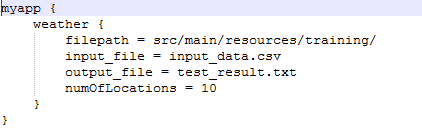 myapp {
    weather {
        filepath = src/main/resources/training/
        input_file = input_data.csv
        output_file = test_result.txt
        numOfLocations = 10
    }
}